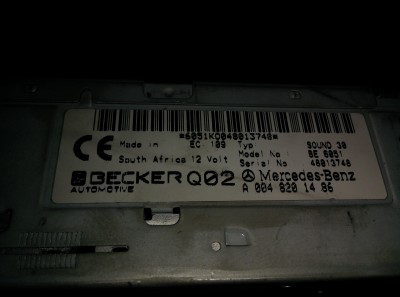 *6051K0048013748*
CE Made in EC 109 Typ SOUND 30
South Africa 12 Volt Model No : BE 6051
Serial No 48013748
BECKER Q02 Mercedes-Benz
AUTOMOTIVE A 004 820 14 86